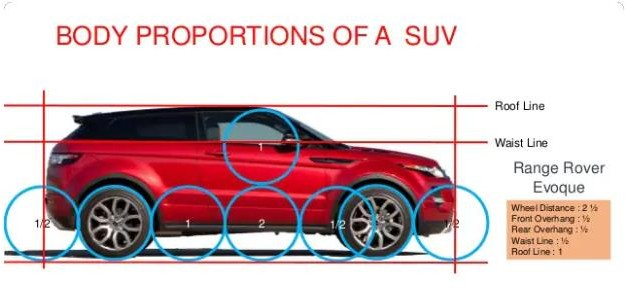 BODY PROPORTIONS OF A SUV
Roof Line
1
Waist Line
Range Rover
Evoque
Wheel Distance : 2 ½
Front Overhang : ½
Rear Overhang : ½
Waist Line : ½
Roof Line : 1
1/2
1
2
1/2
1/2